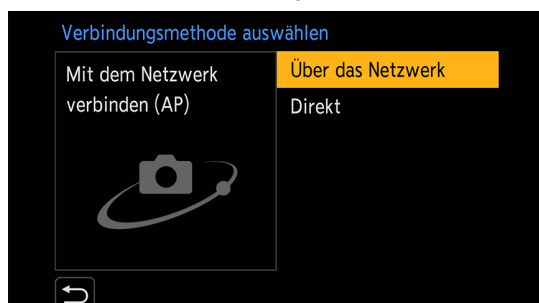 Verbindungsmethode auswählen
Mit dem Netzwerk
verbinden (AP)
Über das Netzwerk
Direkt